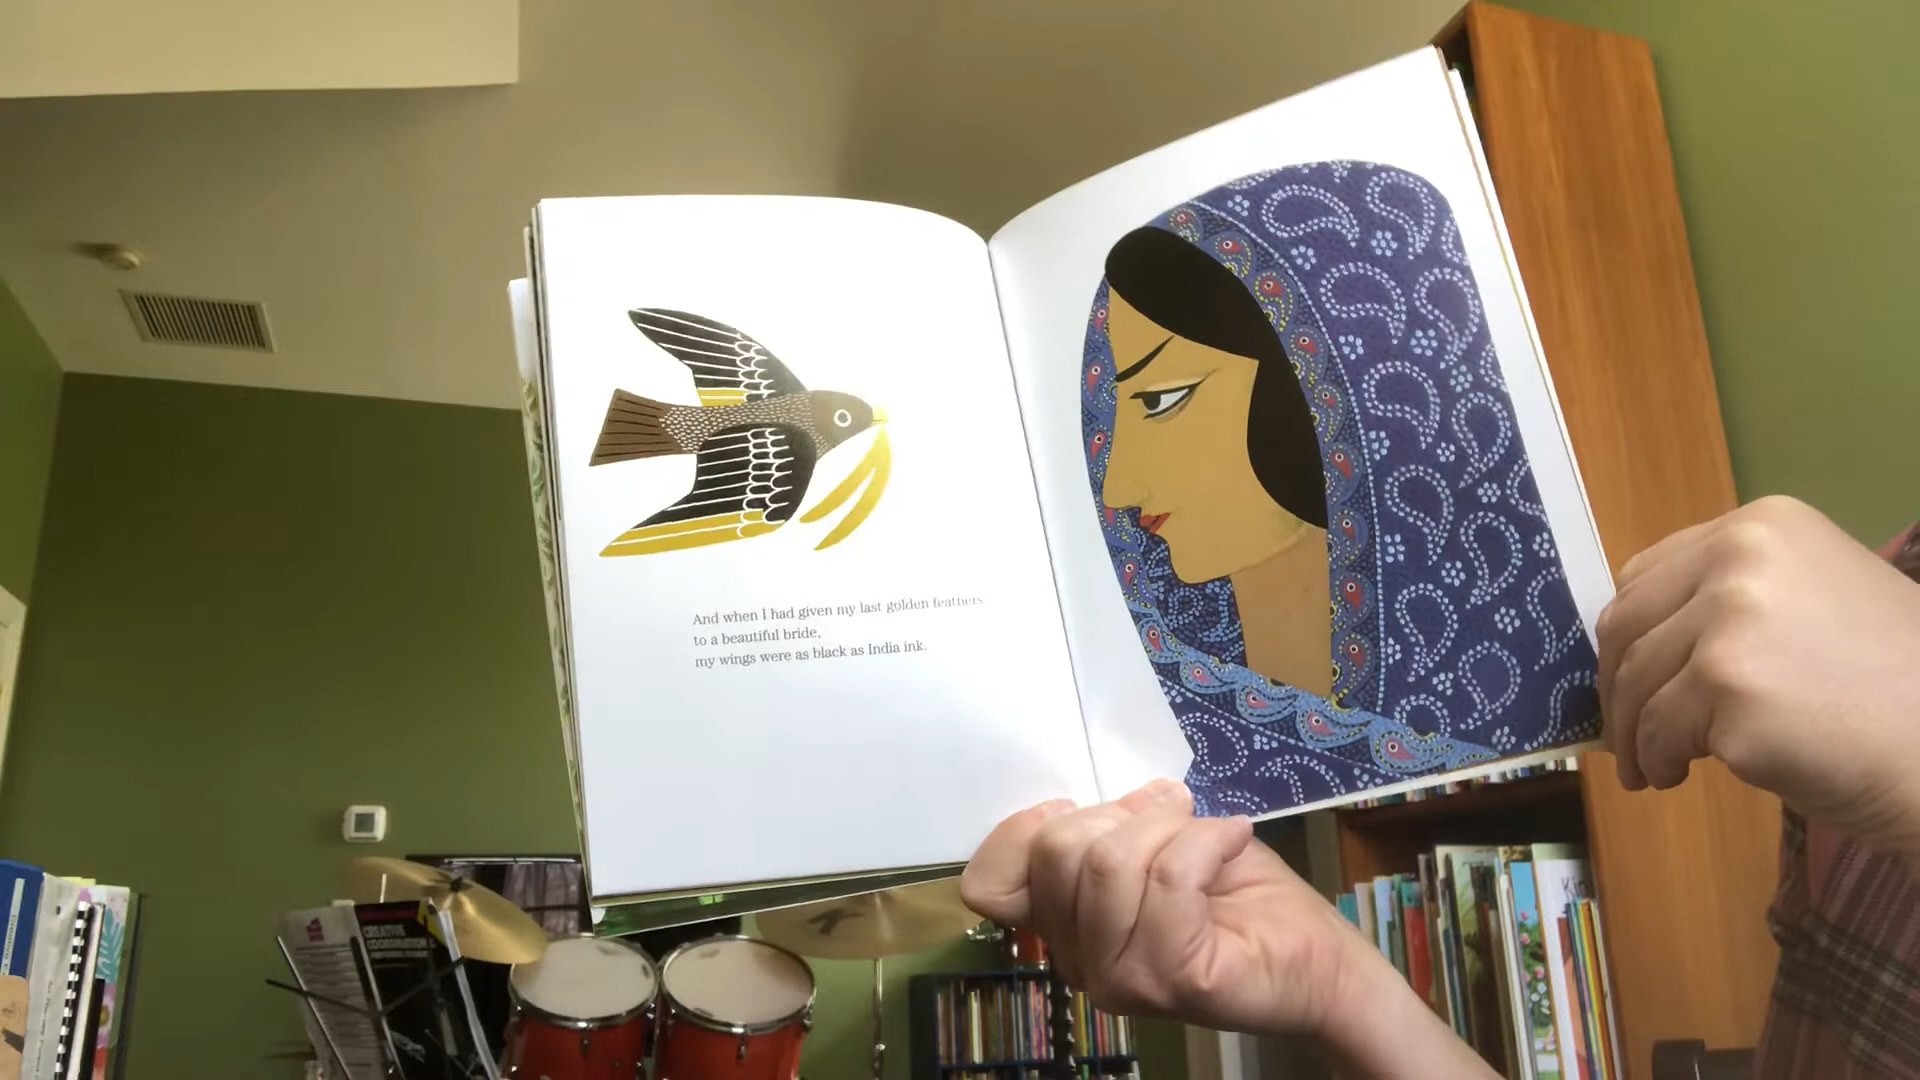 And when I had given my last golden feathers
to a beautiful bride,
my wings were as black as India ink.
CREATIVE
COORDINATION &
K